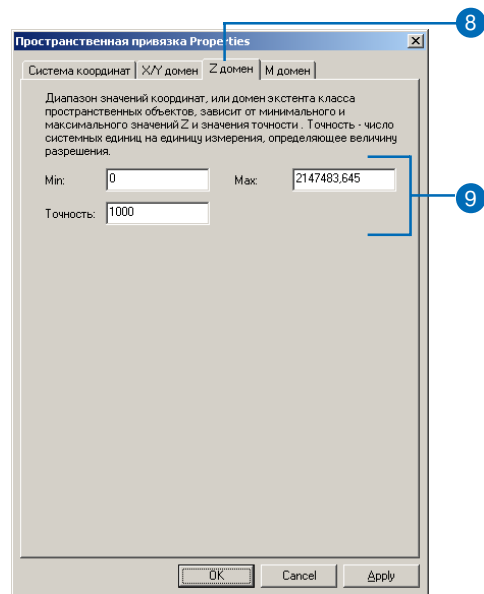 8
Пространственная привязка Properties
Система координат X/Y домен Z домен M домен
Диапазон значений координат, или домен экстента класса
пространственных объектов, зависит от минимального и
максимального значений Z и значения точности . Точность - число
системных единиц на единицу измерения, определяющее величину
разрешения.
Min: 0 Max: 2147483,645
9
Точность: 1000
OK Cancel Apply